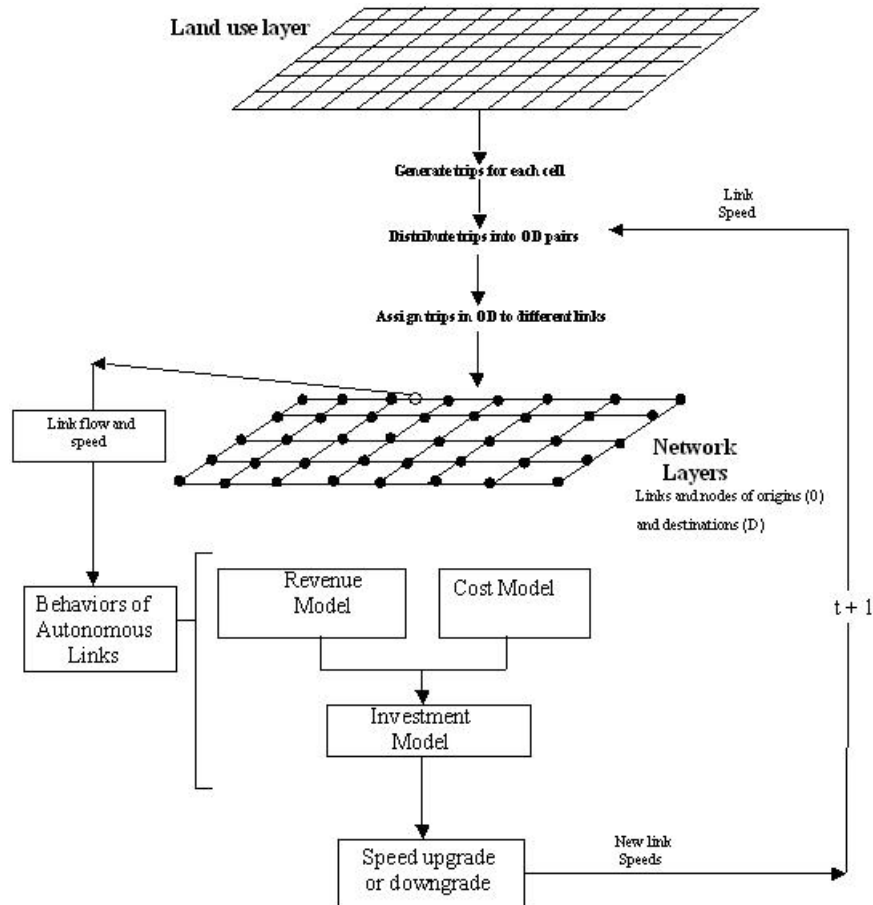 Land use layer
Generate trips for each cell
Link
Speed
Distribute trips into OD pairs
Assign trips in OD to different links
Link flow and
speed
Network
Layers
Links and nodes of origins (0)
and destinations (D)
Revenue
Model
Cost Model
Behaviors of
Autonomous
Links
t + 1
Investment
Model
Speed upgrade
or downgrade
New link
Speeds